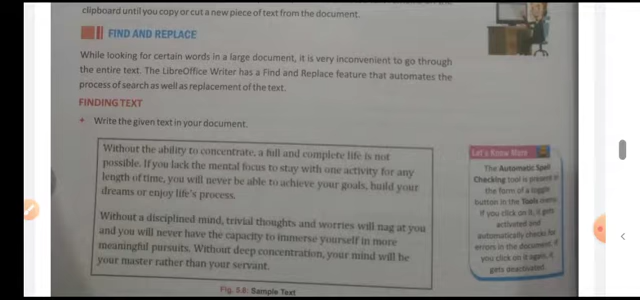 clipboard until you copy or cut a new piece of text from the document.
FIND AND REPLACE
While looking for certain words in a large document, it is very inconvenient to go through
the entire text. The LibreOffice Writer has a Find and Replace feature that automates the
process of search as well as replacement of the text.
FINDING TEXT
Write the given text in your document.
Without the ability to concentrate, a full and complete life is not
possible. If you lack the mental focus to stay with one activity for any
length of time, you will never be able to achieve your goals, build your
dreams or enjoy life's process.
Without a disciplined mind, trivial thoughts and worries will nag at you
and you will never have the capacity to immerse yourself in more
meaningful pursuits. Without deep concentration, your mind will be
your master rather than your servant.
Fig. 5.8: Sample Text
Let's Know More
The Automatic Spell
Checking tool is present in
the form of a toggle
button in the Tools menu.
If you click on it, it gets
activated and
automatically checks for
errors in the document. If
you click on it again, it
gets deactivated.